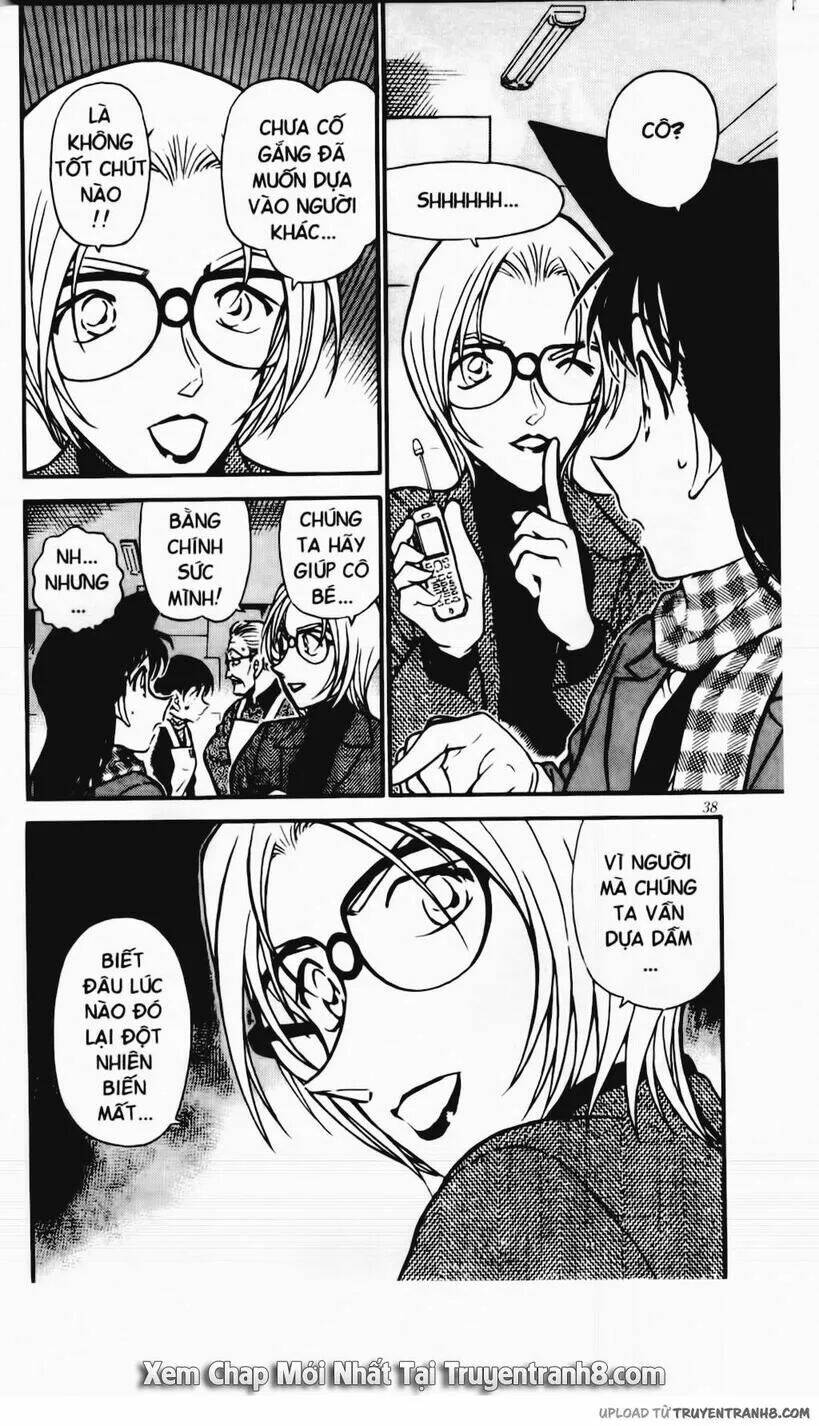 CÔ?
SHHHHHH...
CHƯA CỐ
GẮNG ĐÃ
MUỐN DỰA
VÀO NGƯỜI
KHÁC...
LÀ
KHÔNG
TỐT CHÚT
NÀO
!!
CHÚNG
TA HÃY
GIÚP CÔ
BÉ...
BẰNG
CHÍNH
SỨC
MÌNH!
NH...
NHƯNG
...
38
VÌ NGƯỜI
MÀ CHÚNG
TA VẪN
DỰA DẪM
...
BIẾT
ĐÂU LÚC
NÀO ĐÓ
LẠI ĐỘT
NHIÊN
BIẾN
MẤT...
Xem Chap Mới Nhất Tại Truyentranh8.com
UPLOAD TỪ TRUYENTRANH8.COM